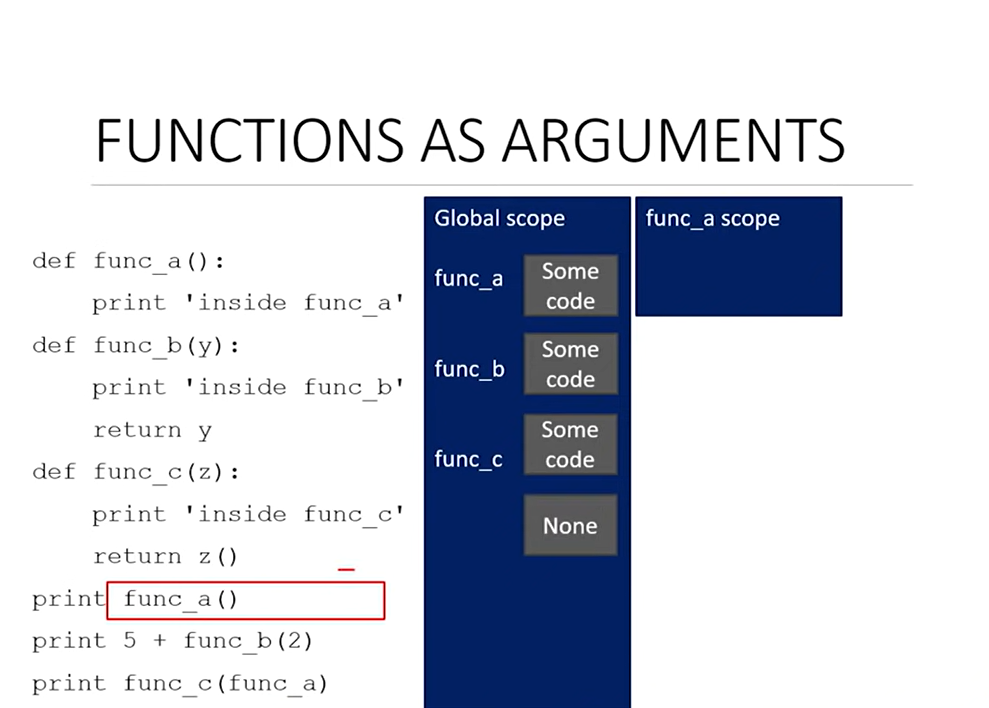 FUNCTIONS AS ARGUMENTS
def func_a():
    print 'inside func_a'
def func_b(y):
    print 'inside func_b'
    return y
def func_c(z):
    print 'inside func_c'
    return z()
print func_a()
print 5 + func_b(2)
print func_c(func_a)
Global scope
func_a
Some
code
func_b
Some
code
func_c
Some
code
None
func_a scope